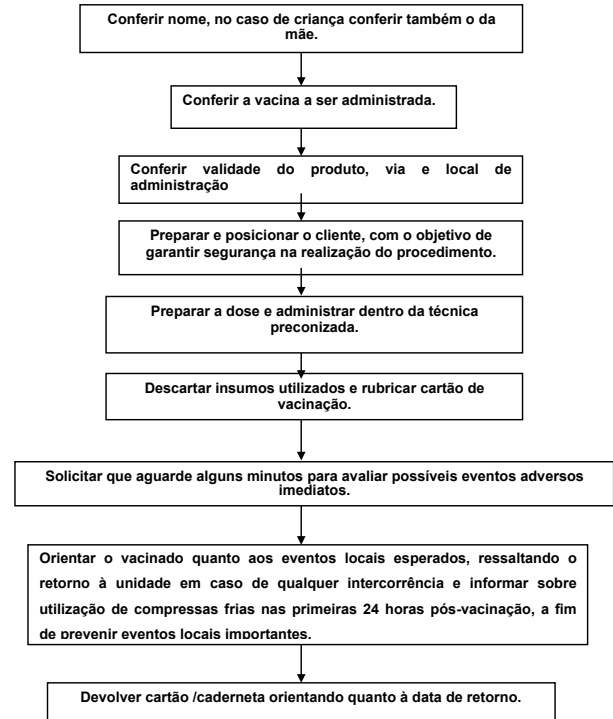 Conferir nome, no caso de criança conferir também o da
mãe.
Conferir a vacina a ser administrada.
Conferir validade do produto, via e local de
administração
Preparar e posicionar o cliente, com o objetivo de
garantir segurança na realização do procedimento.
Preparar a dose e administrar dentro da técnica
preconizada.
Descartar insumos utilizados e rubricar cartão de
vacinação.
Solicitar que aguarde alguns minutos para avaliar possíveis eventos adversos
imediatos.
Orientar o vacinado quanto aos eventos locais esperados, ressaltando o
retorno à unidade em caso de qualquer intercorrência e informar sobre
utilização de compressas frias nas primeiras 24 horas pós-vacinação, a fim
de prevenir eventos locais importantes.
Devolver cartão /caderneta orientando quanto à data de retorno.